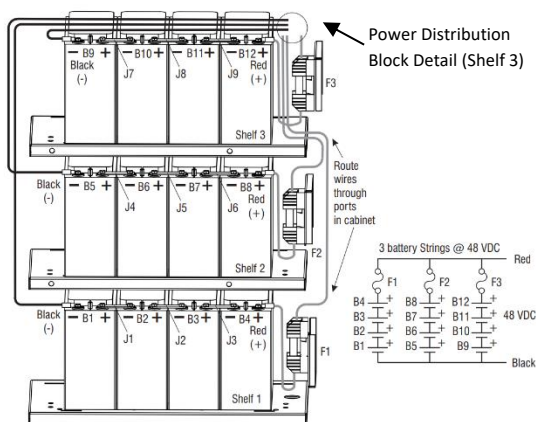 Power Distribution
Block Detail (Shelf 3)
− B9 + − B10 + − B11 + − B12 +
Black
(-)
J7
J8
J9
Red
(+)
F3
Shelf 3
Route
wires
through
ports
in cabinet
Black
(-)
− B5 + − B6 + − B7 + − B8 +
J4
J5
J6
Red
(+)
F2
Shelf 2
Black
(-)
− B1 + − B2 + − B3 + − B4 +
J1
J2
J3
Red
(+)
F1
Shelf 1
3 battery Strings @ 48 VDC
Red
F1 F2 F3
B4 + B8 + B12 +
B3 + B7 + B11 + 48 VDC
B2 + B6 + B10 +
B1 + B5 + B9 +
Black